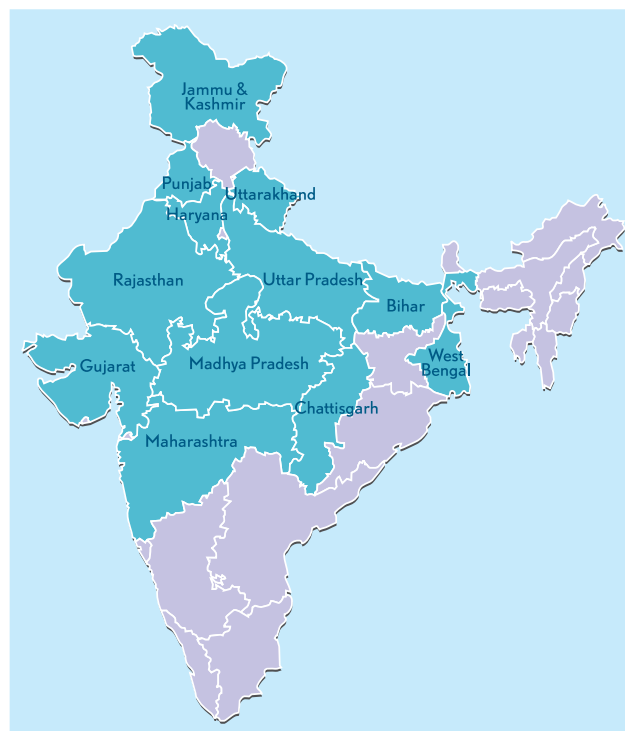 Jammu &
Kashmir
Punjab
Uttarakhand
Haryana
Rajasthan
Uttar Pradesh
Bihar
Gujarat
Madhya Pradesh
West
Bengal
Chattisgarh
Maharashtra